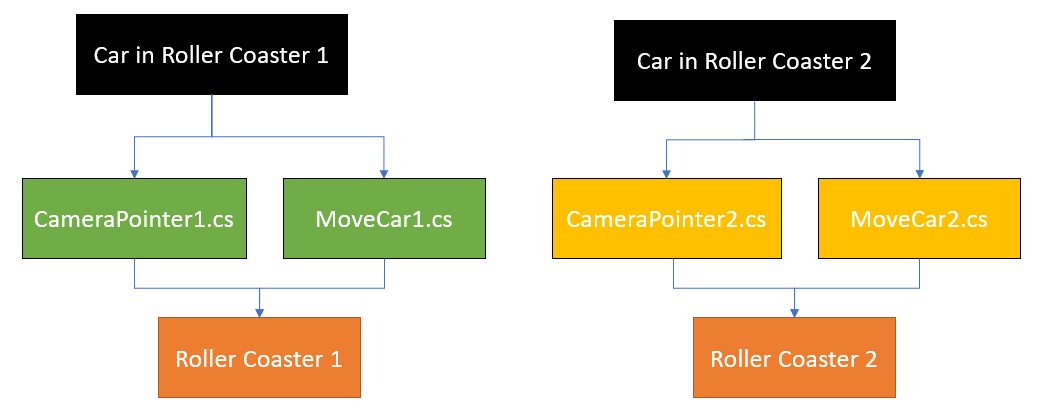 Car in Roller Coaster 1
Car in Roller Coaster 2
CameraPointer1.cs
MoveCar1.cs
CameraPointer2.cs
MoveCar2.cs
Roller Coaster 1
Roller Coaster 2